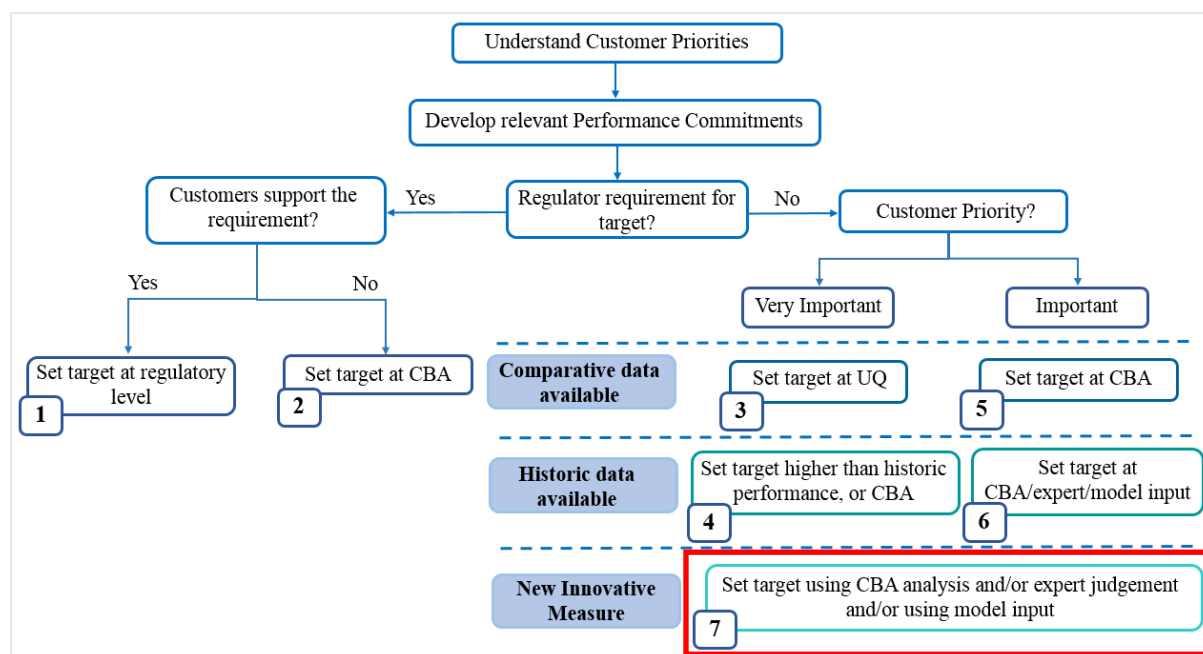 Understand Customer Priorities
Develop relevant Performance Commitments
Customers support the
requirement?
Yes
Regulator requirement for
target?
No
Customer Priority?
Yes
No
Very Important
Important
Set target at regulatory
level
1
Set target at CBA
2
Comparative data
available
Set target at UQ
3
Set target at CBA
5
Historic data
available
Set target higher than historic
performance, or CBA
4
Set target at
CBA/expert/model input
6
New Innovative
Measure
Set target using CBA analysis and/or expert judgement
and/or using model input
7